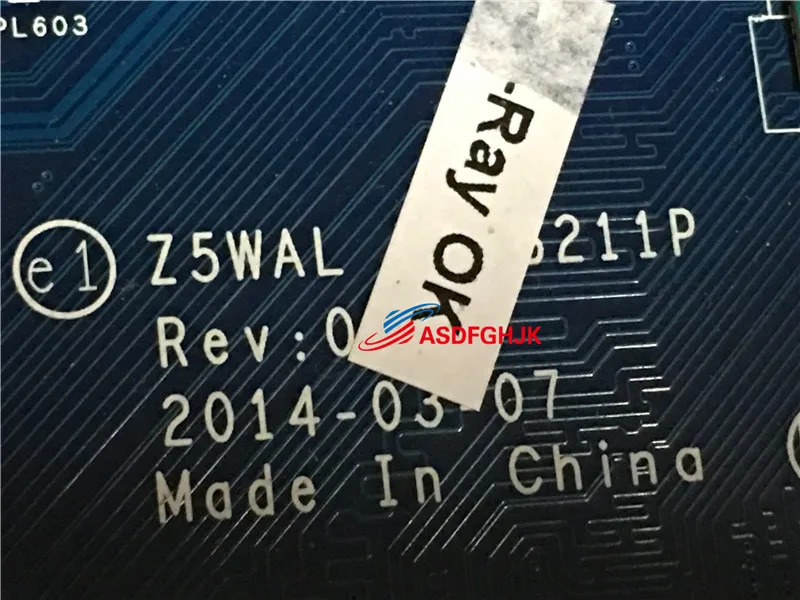 PL603
-Ray OK
e1
Z5WAL 211P
Rev:0
ASDFGHJK
2014-03-07
Made In China